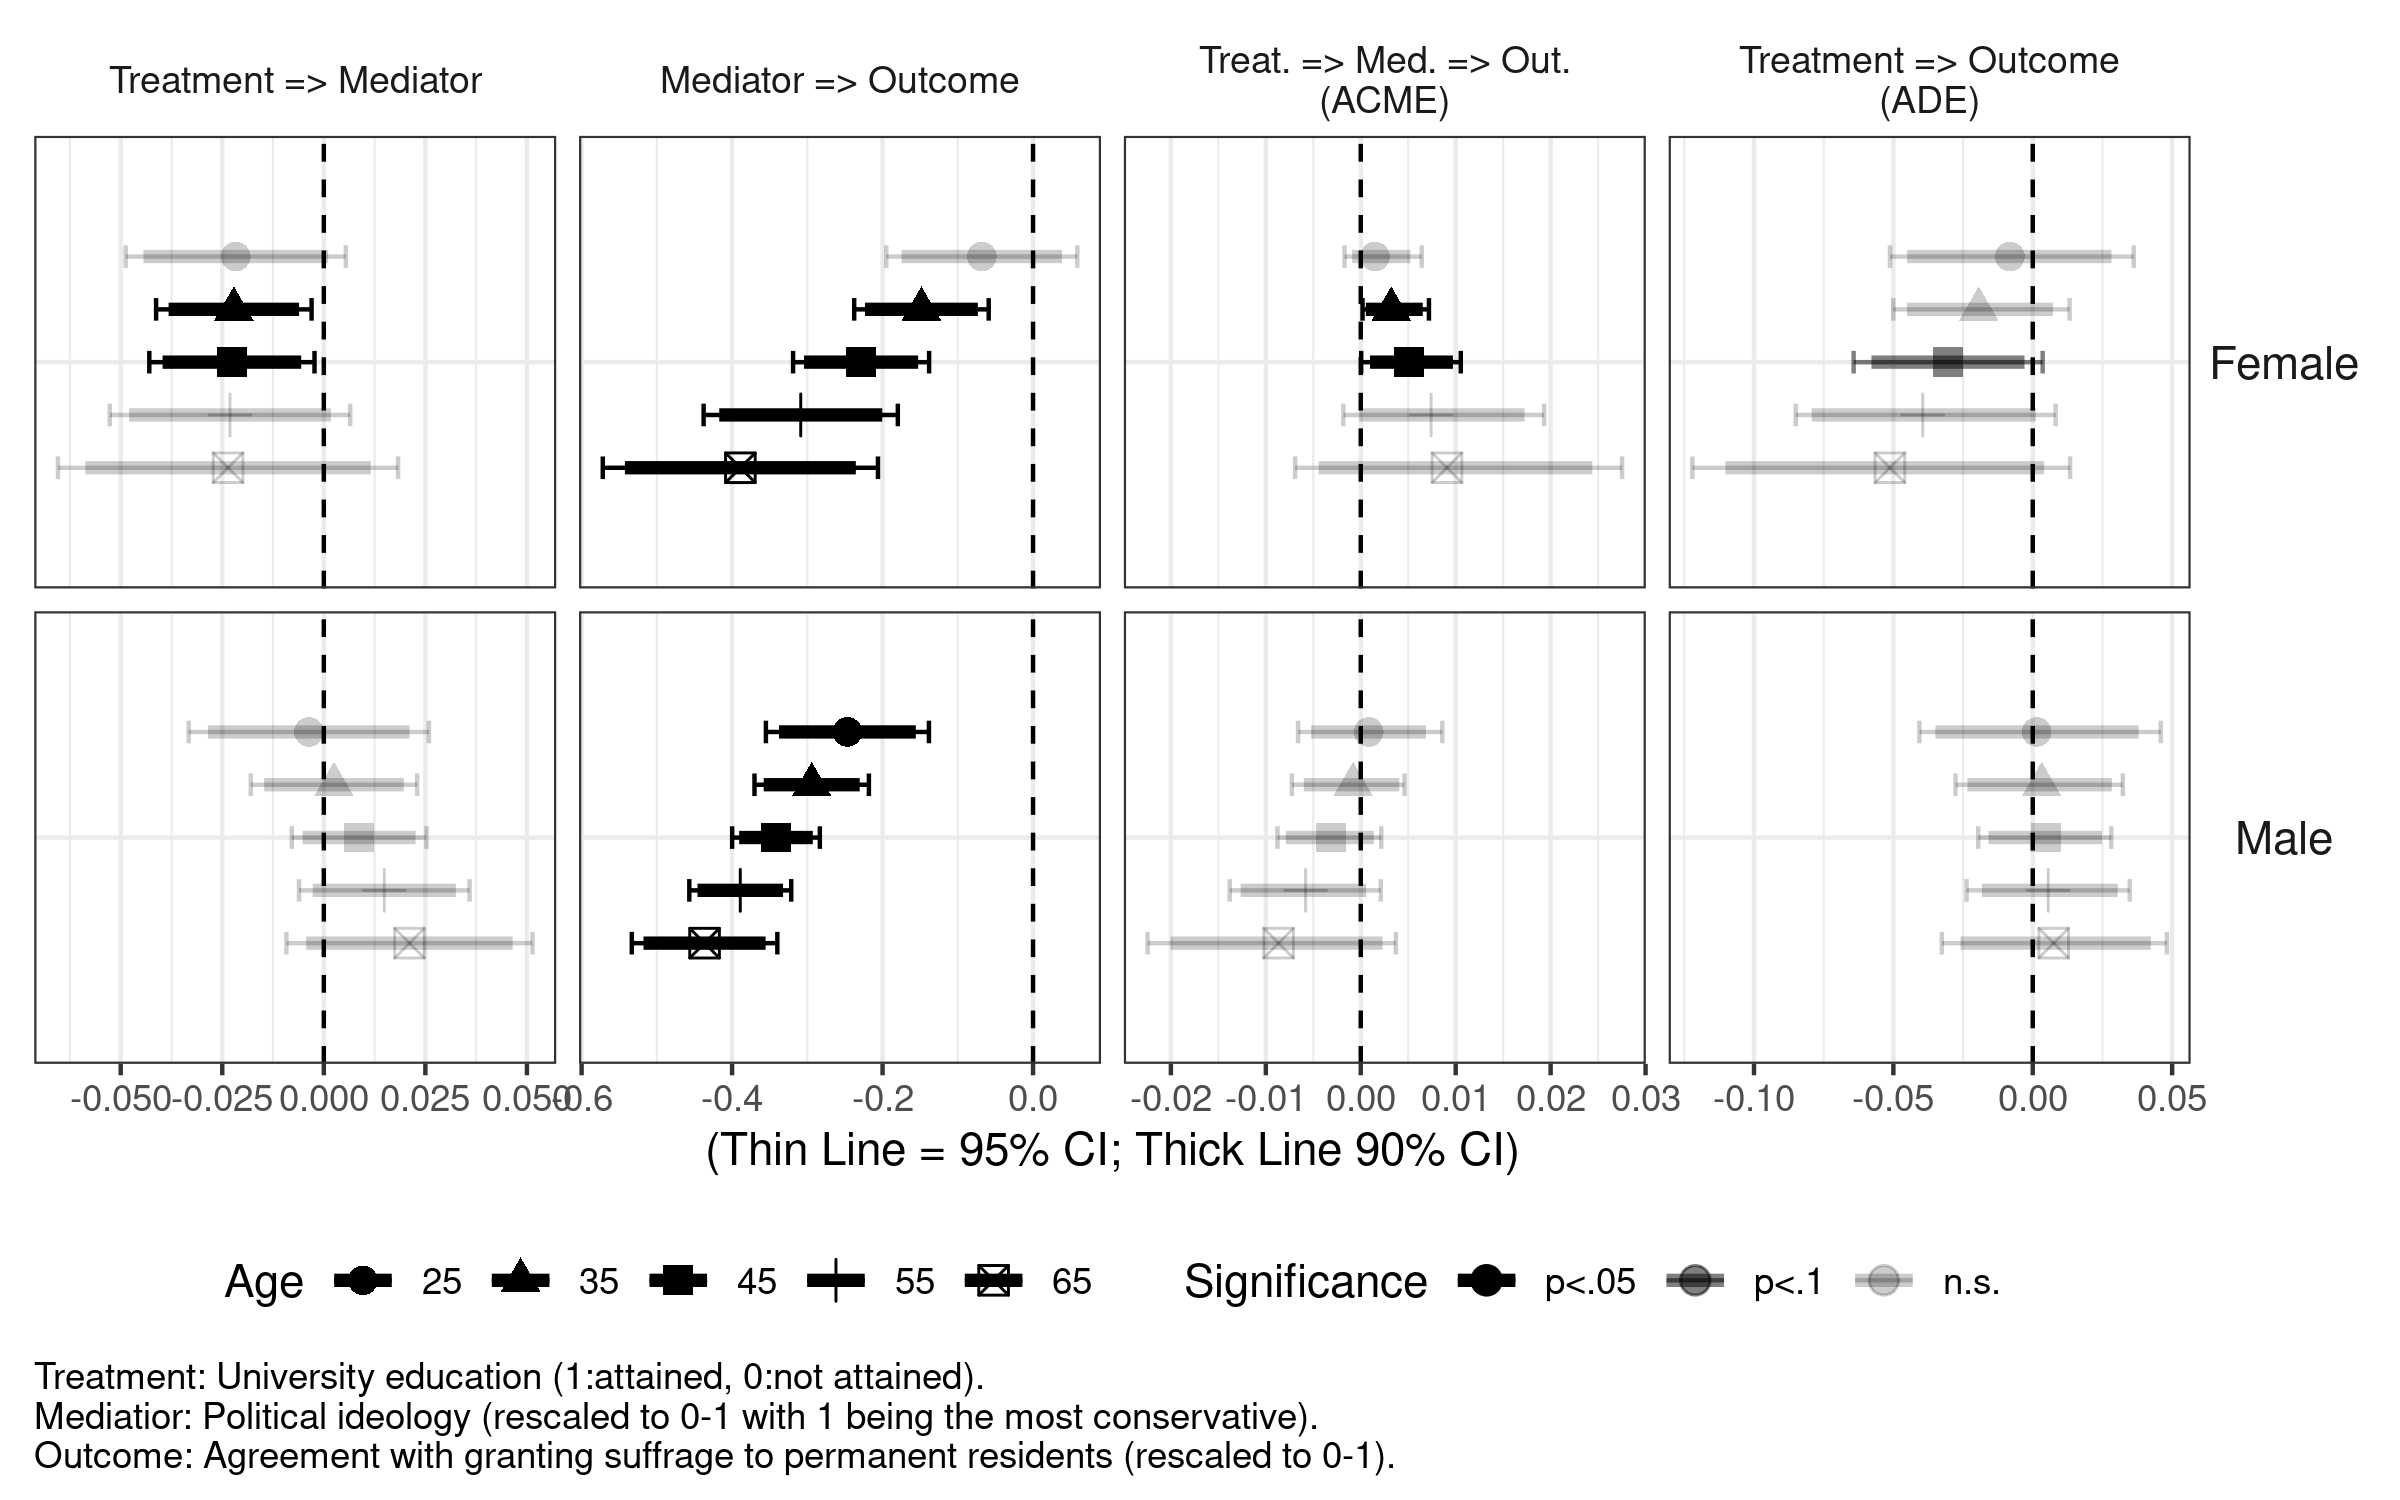 Treatment => Mediator
Mediator => Outcome
Treat. => Med. => Out.
(ACME)
Treatment => Outcome
(ADE)
Female
Male
-0.050 -0.025 0.000 0.025 0.050 -0.6 -0.4 -0.2 0.0 -0.02 -0.01 0.00 0.01 0.02 0.03 -0.10 -0.05 0.00 0.05
(Thin Line = 95% CI; Thick Line 90% CI)
Age 25 35 45 55 65 Significance p<.05 p<.1 n.s.
Treatment: University education (1:attained, 0:not attained).
Mediatior: Political ideology (rescaled to 0-1 with 1 being the most conservative).
Outcome: Agreement with granting suffrage to permanent residents (rescaled to 0-1).